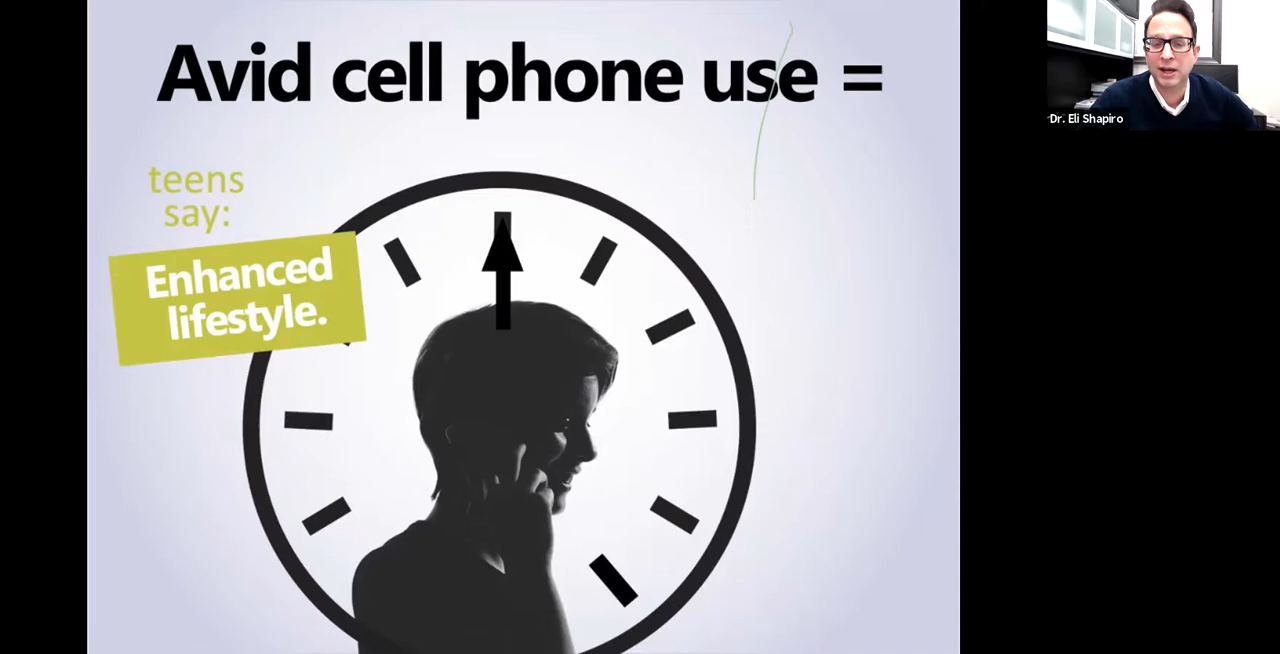 Avid cell phone use =
teens
say:
Enhanced
lifestyle.
Dr. Eli Shapiro